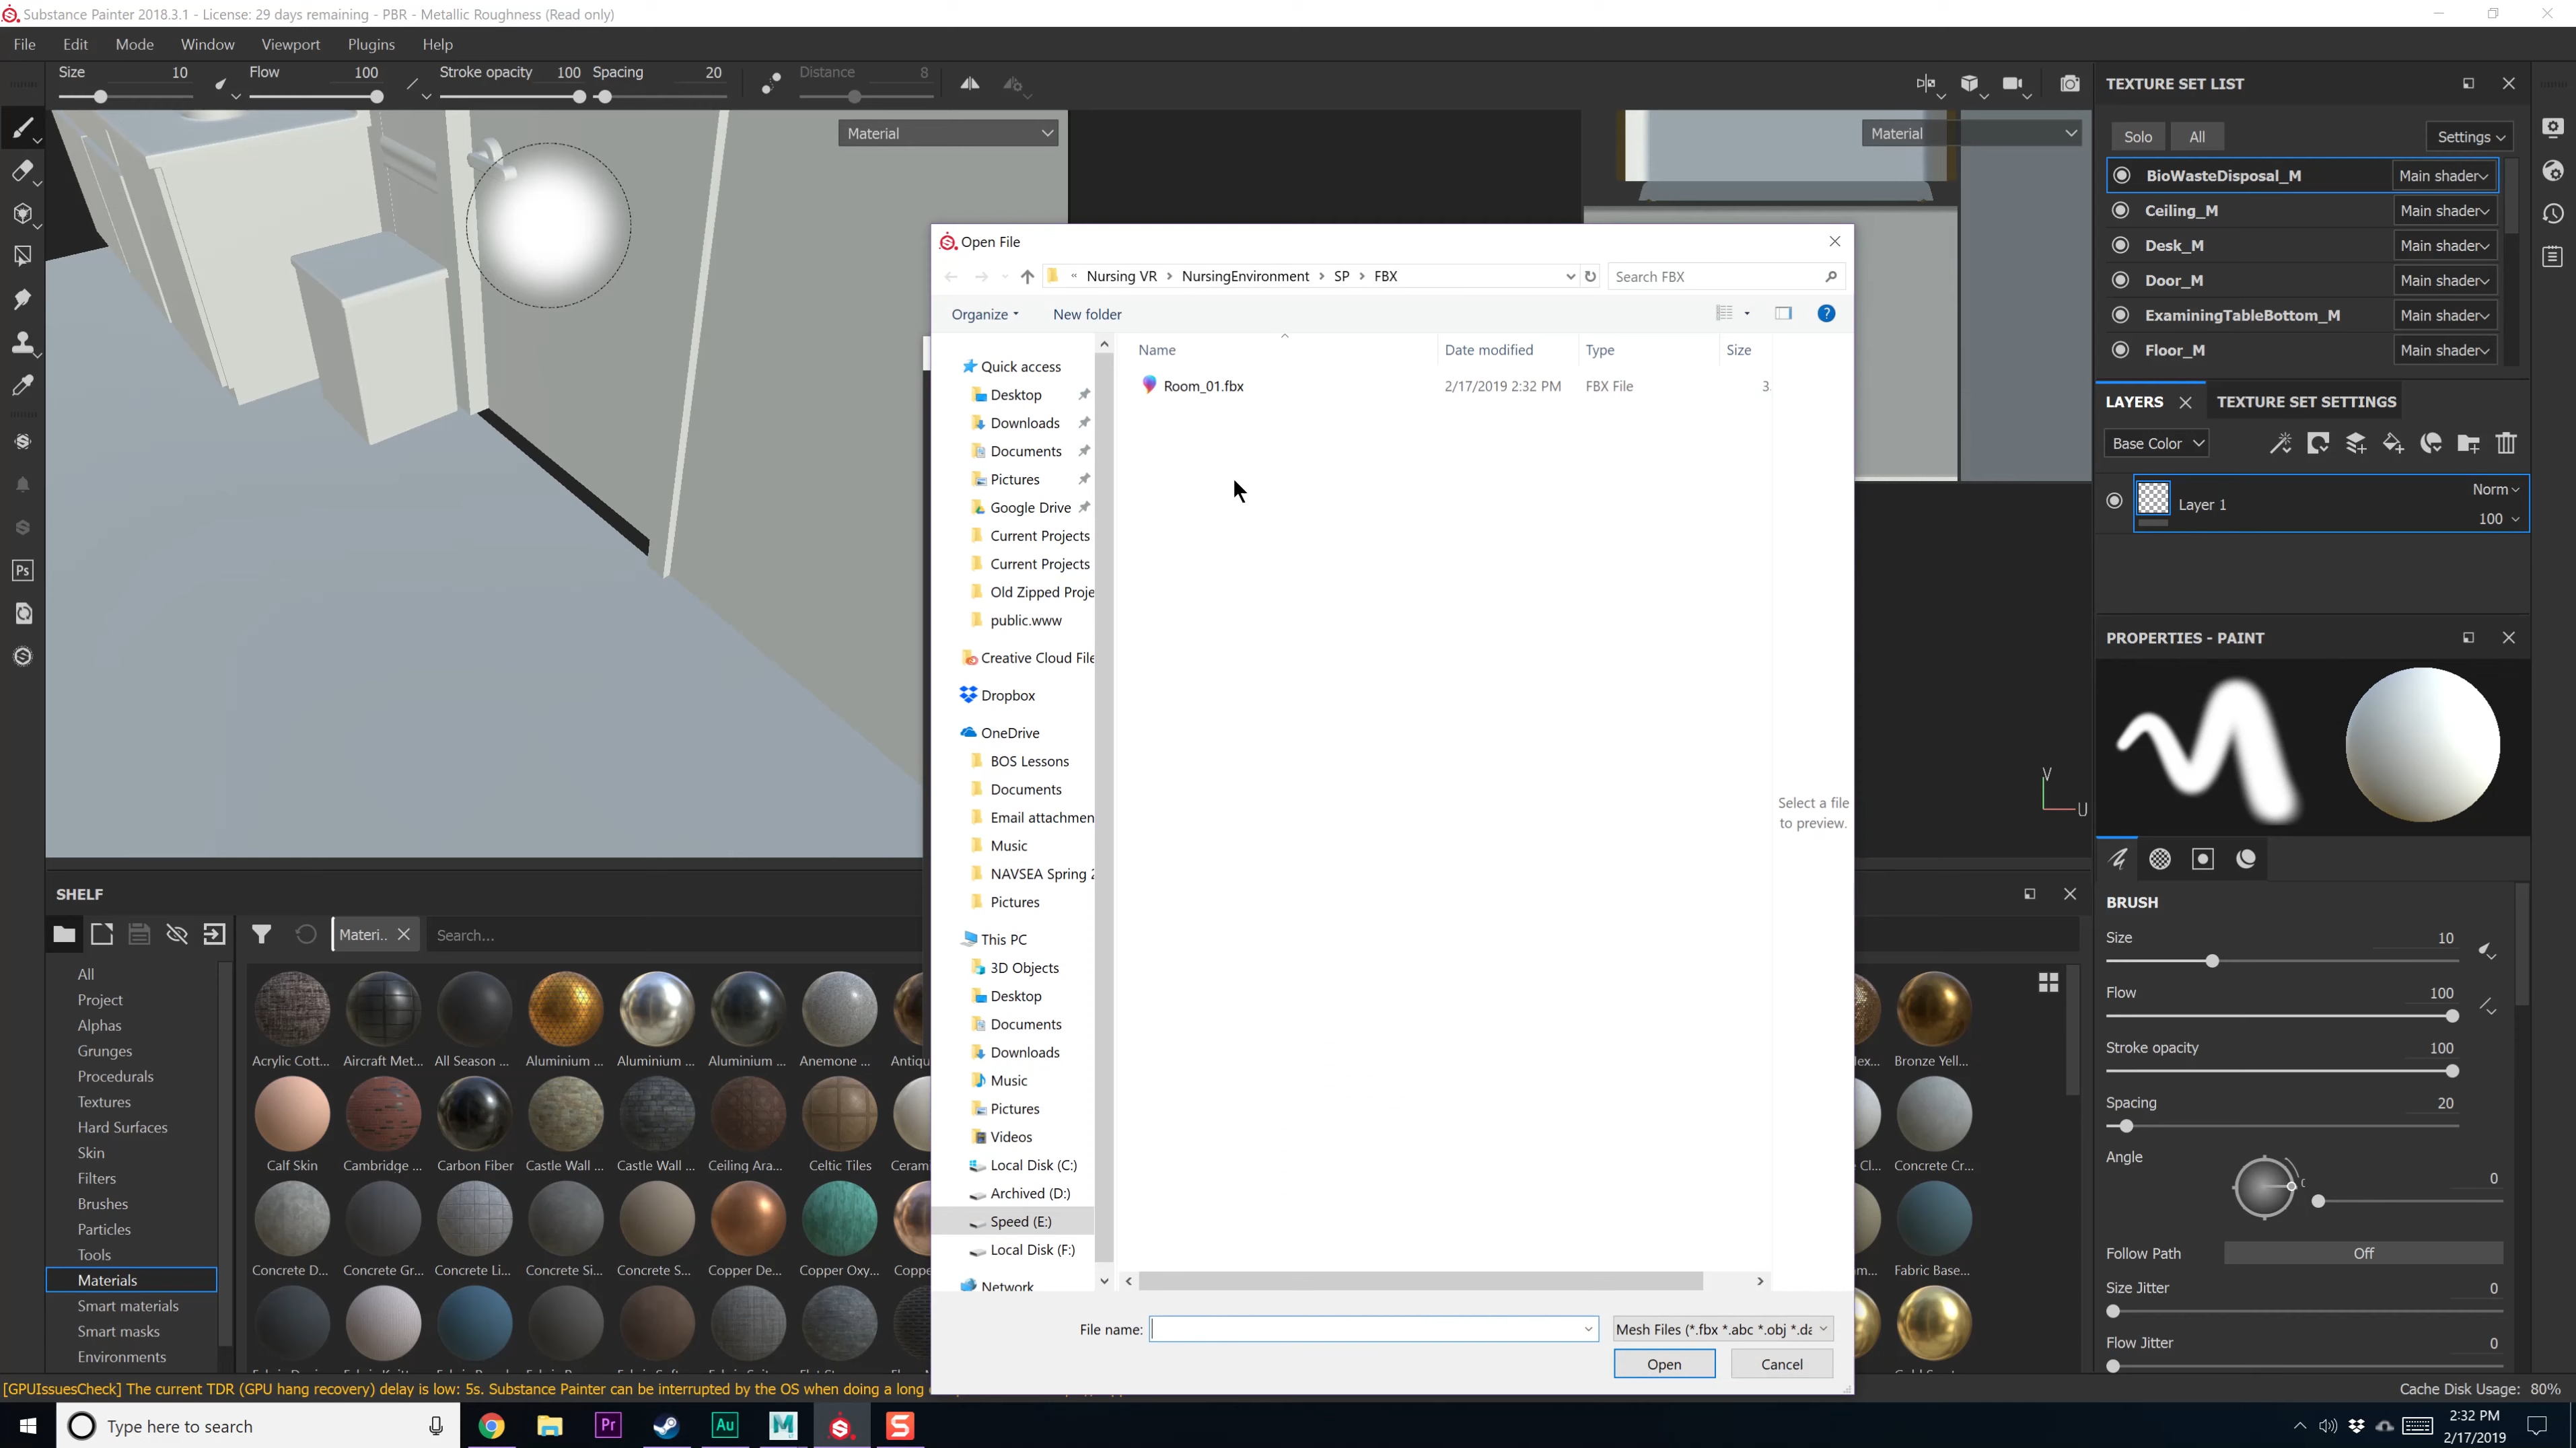 Substance Painter 2018.3.1 - License: 29 days remaining - PBR - Metallic Roughness (Read only)
File Edit Mode Window Viewport Plugins Help
Size 10 Flow 100 Stroke opacity 100 Spacing 20 Distance 8
Material
Material
TEXTURE SET LIST
Solo All Settings
BioWasteDisposal_M Main shader
Ceiling_M Main shader
Desk_M Main shader
Door_M Main shader
ExaminingTableBottom_M Main shader
Floor_M Main shader
LAYERS TEXTURE SET SETTINGS
Base Color
Layer 1 Norm
100
PROPERTIES - PAINT
BRUSH
Size 10
Flow 100
Stroke opacity 100
Spacing 20
Angle 0
Follow Path Off
Size Jitter 0
Flow Jitter 0
V
U
Ps
Open File
« Nursing VR › NursingEnvironment › SP › FBX
Search FBX
Organize New folder
Name Date modified Type Size
Room_01.fbx 2/17/2019 2:32 PM FBX File 3.
Quick access
Desktop
Downloads
Documents
Pictures
Google Drive
Current Projects
Current Projects
Old Zipped Proje
public.www
Creative Cloud File
Dropbox
OneDrive
BOS Lessons
Documents
Email attachmen
Music
NAVSEA Spring 2
Pictures
This PC
3D Objects
Desktop
Documents
Downloads
Music
Pictures
Videos
Local Disk (C:)
Archived (D:)
Speed (E:)
Local Disk (F:)
Network
Select a file
to preview.
File name:
Mesh Files (*.fbx *.abc *.obj *.da
Open Cancel
SHELF
Materi..
Search...
All
Project
Alphas
Grunges
Procedurals
Textures
Hard Surfaces
Skin
Filters
Brushes
Particles
Tools
Materials
Smart materials
Smart masks
Environments
Acrylic Cott... Aircraft Met... All Season ... Aluminium ... Aluminium ... Aluminium ... Anemone ... Antiqu
Bronze Yell...
Calf Skin Cambridge ... Carbon Fiber Castle Wall ... Castle Wall ... Ceiling Ara... Celtic Tiles Ceram
Cl... Concrete Cr...
Concrete D... Concrete Gr... Concrete Li... Concrete Si... Concrete S... Copper De... Copper Oxy... Coppe
Fabric Base...
[GPUIssuesCheck] The current TDR (GPU hang recovery) delay is low: 5s. Substance Painter can be interrupted by the OS when doing a long
Cache Disk Usage: 80%
Type here to search
Pr Au M S
2:32 PM
2/17/2019